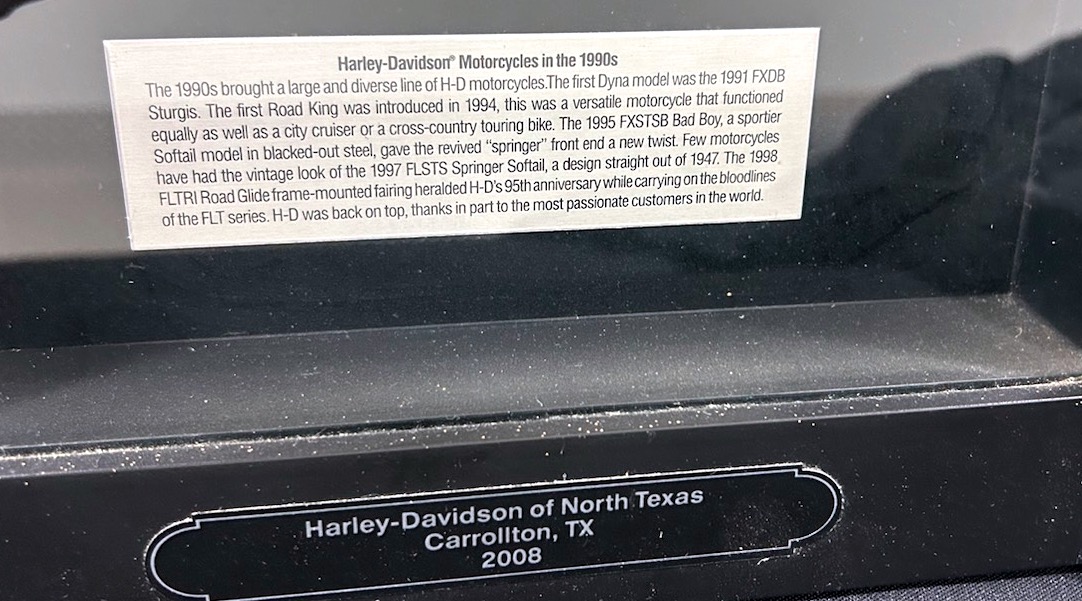 Harley-Davidson® Motorcycles in the 1990s
The 1990s brought a large and diverse line of H-D motorcycles.The first Dyna model was the 1991 FXDB
Sturgis. The first Road King was introduced in 1994, this was a versatile motorcycle that functioned
equally as well as a city cruiser or a cross-country touring bike. The 1995 FXSTSB Bad Boy, a sportier
Softail model in blacked-out steel, gave the revived “springer” front end a new twist. Few motorcycles
have had the vintage look of the 1997 FLSTS Springer Softail, a design straight out of 1947. The 1998
FLTRI Road Glide frame-mounted fairing heralded H-D's 95th anniversary while carrying on the bloodlines
of the FLT series. H-D was back on top, thanks in part to the most passionate customers in the world.
Harley-Davidson of North Texas
Carrollton, TX
2008